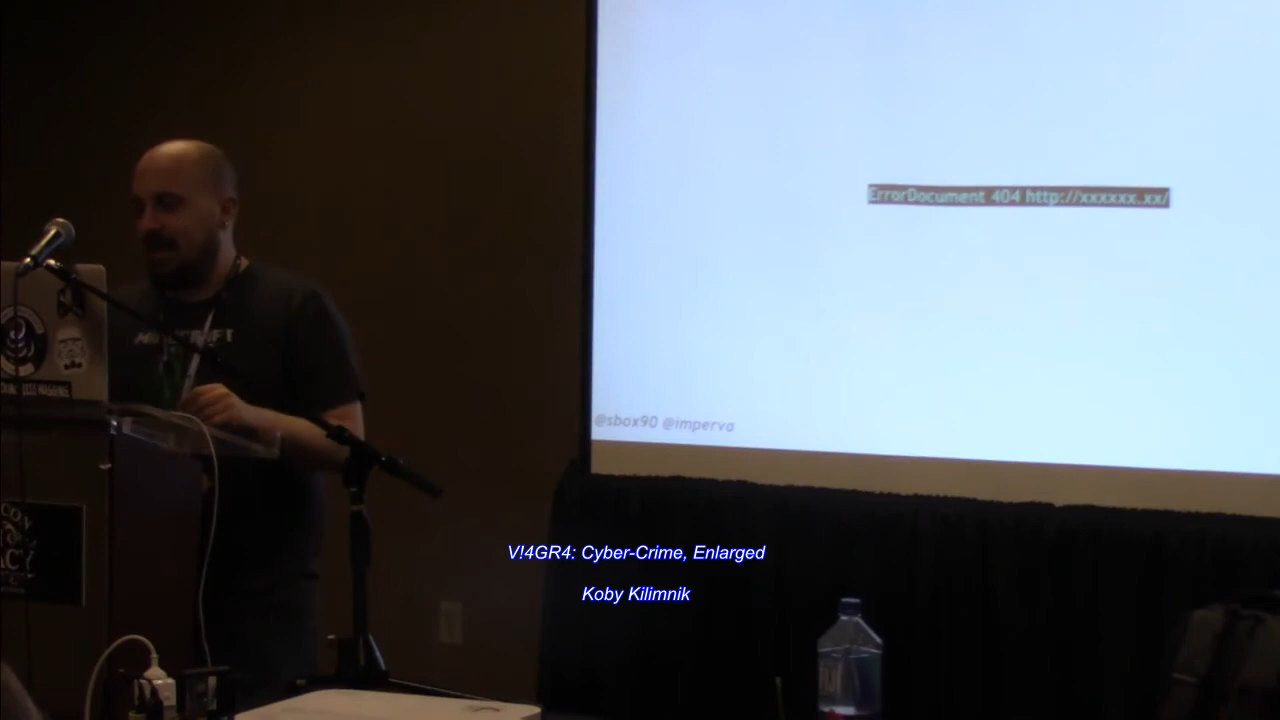 ErrorDocument 404 http://xxxxxx.xx/
@sbox90 @imperva
V!4GR4: Cyber-Crime, Enlarged
Koby Kilimnik